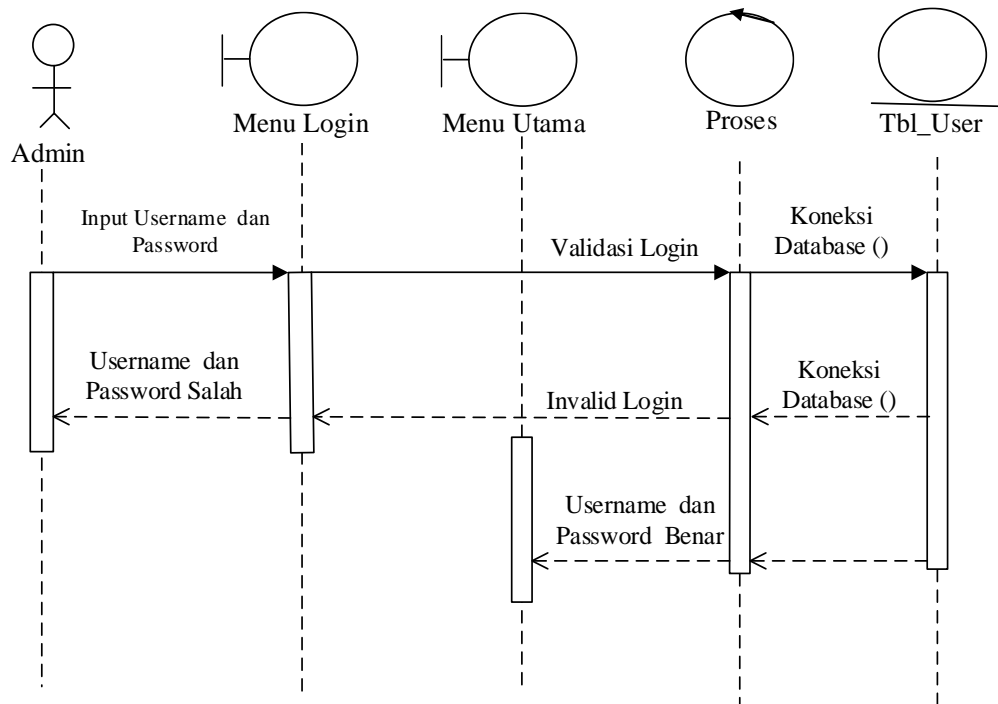 Admin
Menu Login
Menu Utama
Proses
Tbl_User
Input Username dan
Password
Validasi Login
Koneksi
Database ()
Username dan
Password Salah
Invalid Login
Koneksi
Database ()
Username dan
Password Benar